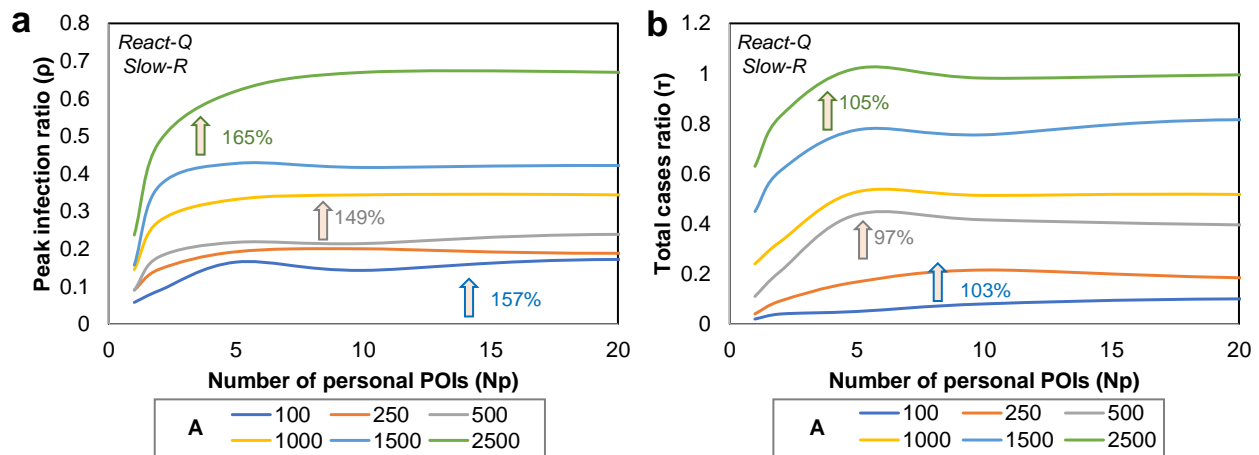 a
React-Q
Slow-R
Peak infection ratio (ρ)
0.8
0.7
0.6
0.5
0.4
0.3
0.2
0.1
0
165%
149%
157%
0 5 10 15 20
Number of personal POIs (Np)
A
100 250 500
1000 1500 2500
b
React-Q
Slow-R
Total cases ratio (τ)
1.2
1
0.8
0.6
0.4
0.2
0
105%
97%
103%
0 5 10 15 20
Number of personal POIs (Np)
A
100 250 500
1000 1500 2500